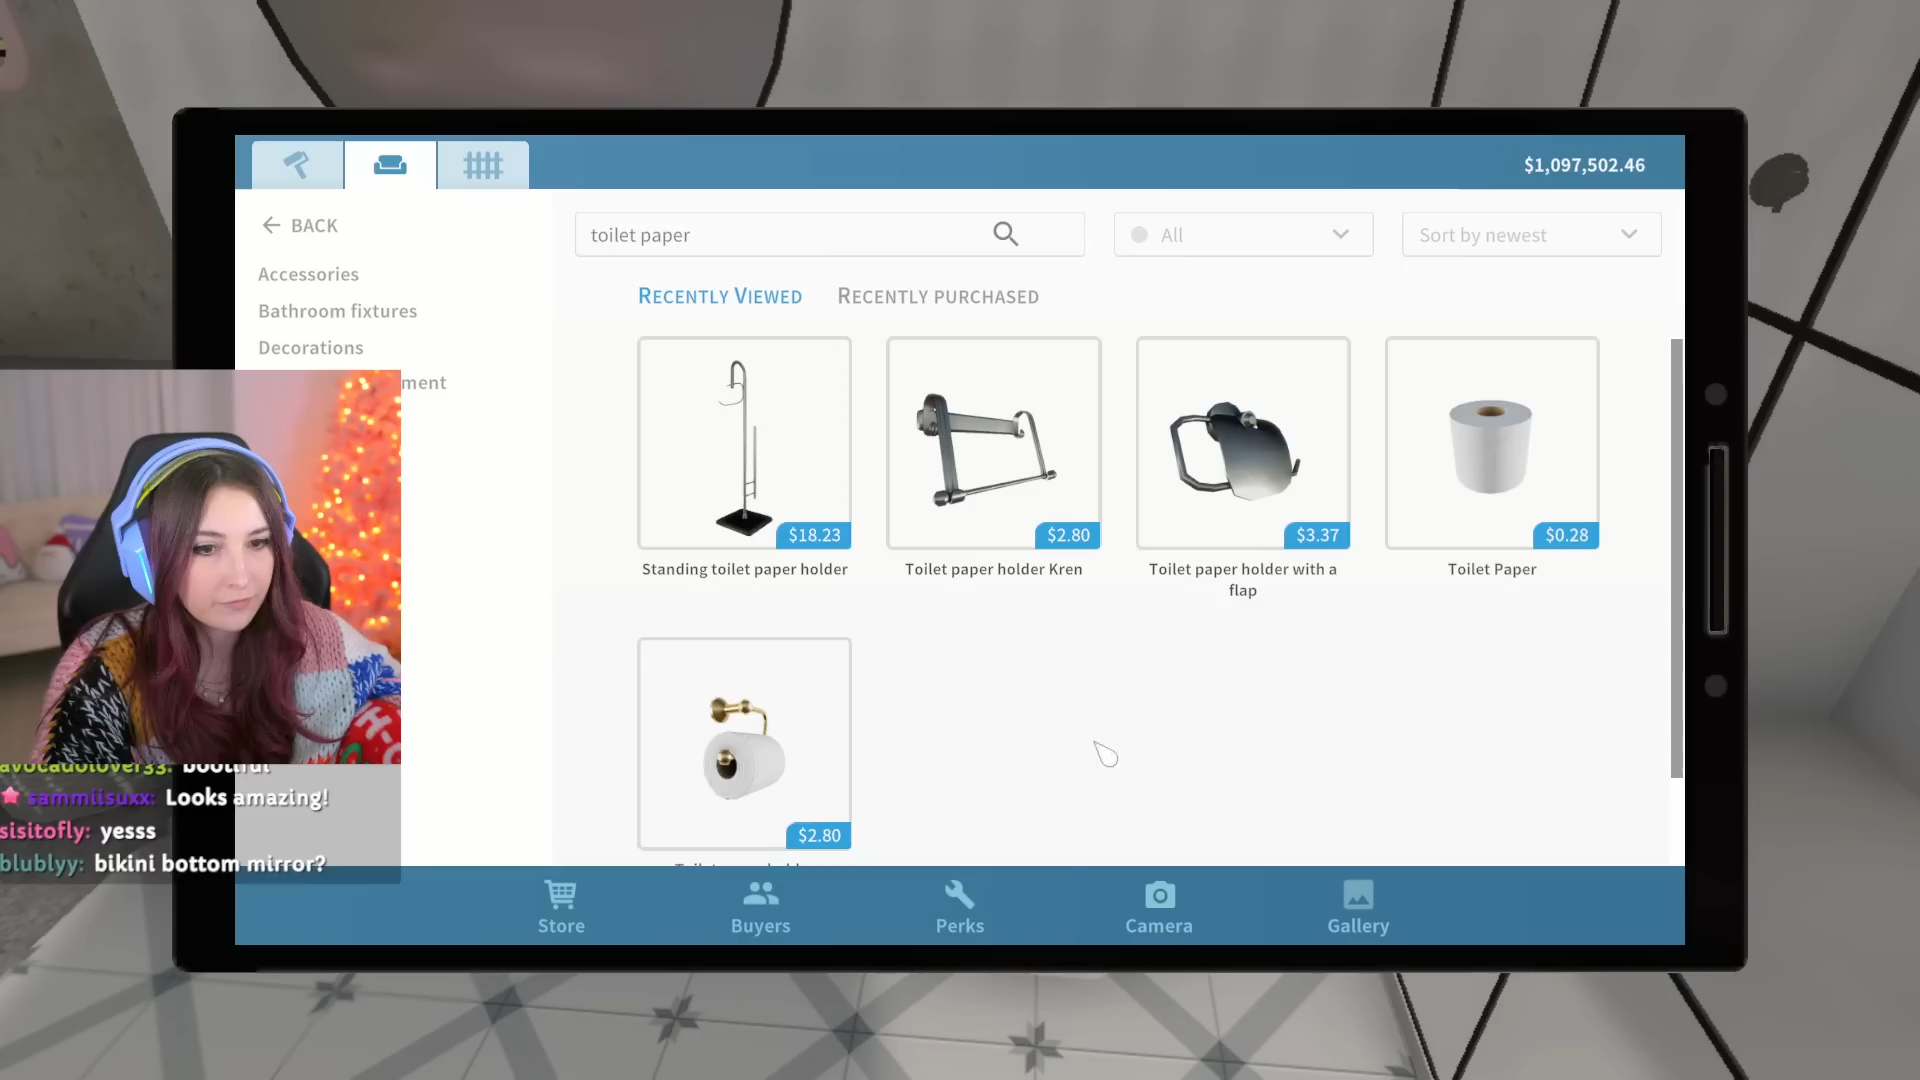 $1,097,502.46
BACK
toilet paper
All
Sort by newest
Accessories
Bathroom fixtures
Decorations
ment
RECENTLY VIEWED
RECENTLY PURCHASED
$18.23
$2.80
$3.37
$0.28
Standing toilet paper holder
Toilet paper holder Kren
Toilet paper holder with a
flap
Toilet Paper
$2.80
avocadolover33: bootiful
sammiisuxx: Looks amazing!
sisitofly: yesss
blublyy: bikini bottom mirror?
Store
Buyers
Perks
Camera
Gallery